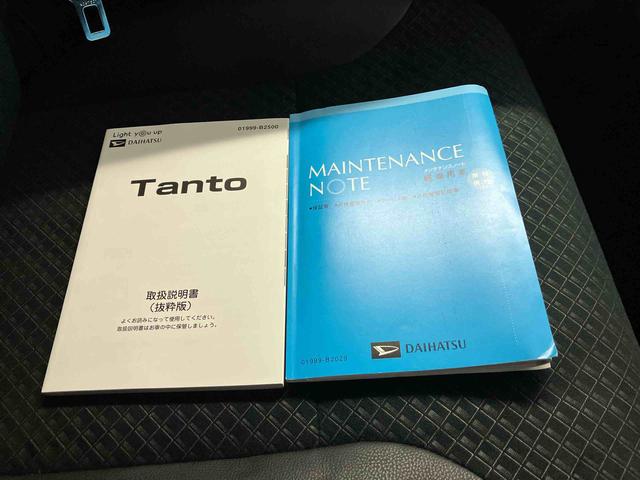 Light you up
DAIHATSU
01999-B2500
Tanto
取扱説明書
(抜粋版)
よくお読みになって使用してください。
取扱説明書はお車の中に保管しましょう。
MAINTENANCE
NOTE
メンテナンスノート
DAIHATSU
01999-B2029